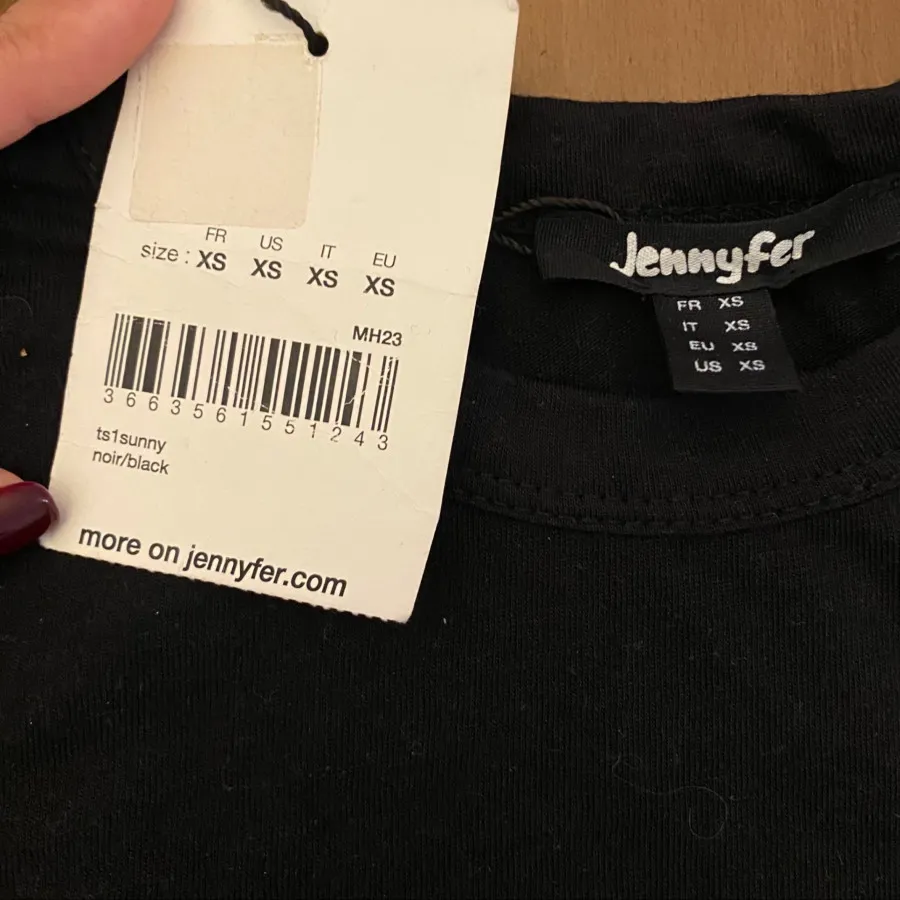 FR US IT EU
size : XS XS XS XS
MH23
3663561551243
ts1sunny
noir/black
more on jennyfer.com
Jennyfer
FR XS
IT XS
EU XS
US XS